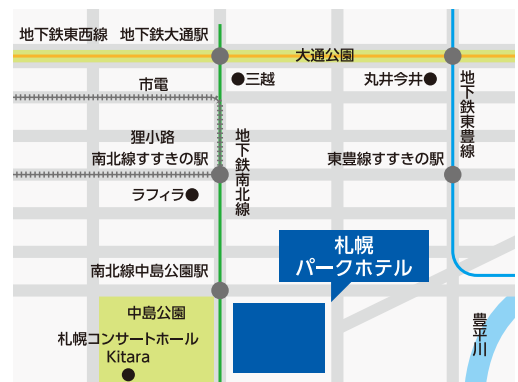 地下鉄東西線 地下鉄大通駅
大通公園
市電
三越
丸井今井
狸小路
南北線すすきの駅
地下鉄南北線
東豊線すすきの駅
地下鉄東豊線
ラフィラ
札幌
パークホテル
南北線中島公園駅
中島公園
札幌コンサートホール
Kitara
豊平川